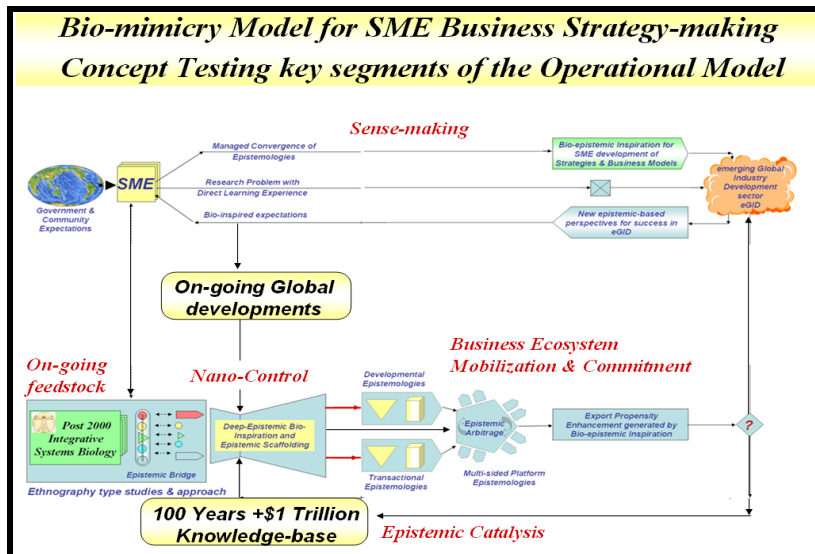 Bio-mimicry Model for SME Business Strategy-making
Concept Testing key segments of the Operational Model
Sense-making
Managed Convergence of
Epistemologies
Bio-epistemic Inspiration for
SME development of
Strategies & Business Models
SME
Research Problem with
Direct Learning Experience
emerging Global
Industry
Development
sector
eGID
Government &
Community
Expectations
Bio-inspired expectations
New epistemic-based
perspectives for success in
eGID
On-going Global
developments
On-going
feedstock
Nano-Control
Business Ecosystem
Mobilization & Commitment
Developmental
Epistemologies
Post 2000
Integrative
Systems Biology
Epistemic Bridge
Deep-Epistemic Bio-
Inspiration and
Epistemic Scaffolding
Epistemic
Arbitrage
Export Propensity
Enhancement generated by
Bio-epistemic Inspiration
?
Transactional
Epistemologies
Multi-sided Platform
Epistemologies
Ethnography type studies & approach
100 Years +$1 Trillion
Knowledge-base
Epistemic Catalysis